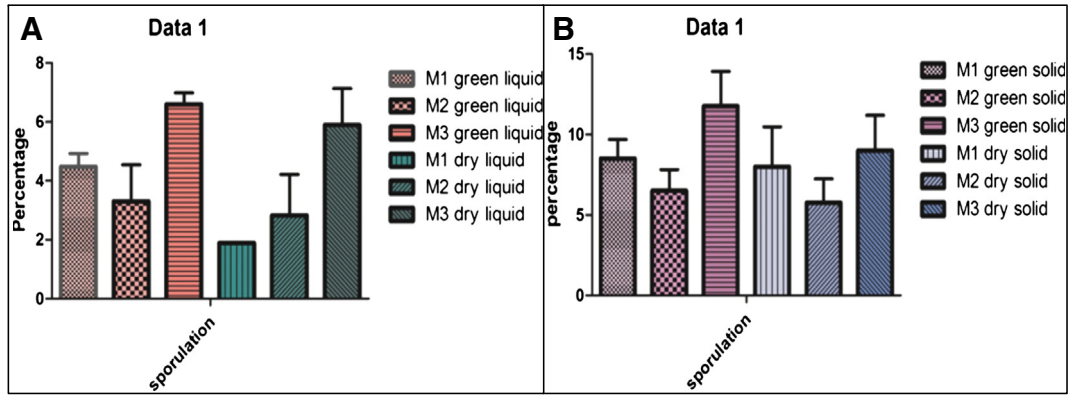 A
Data 1
Percentage
8
6
4
2
0
sporulation
M1 green liquid
M2 green liquid
M3 green liquid
M1 dry liquid
M2 dry liquid
M3 dry liquid
B
Data 1
percentage
15
10
5
0
sporulation
M1 green solid
M2 green solid
M3 green solid
M1 dry solid
M2 dry solid
M3 dry solid